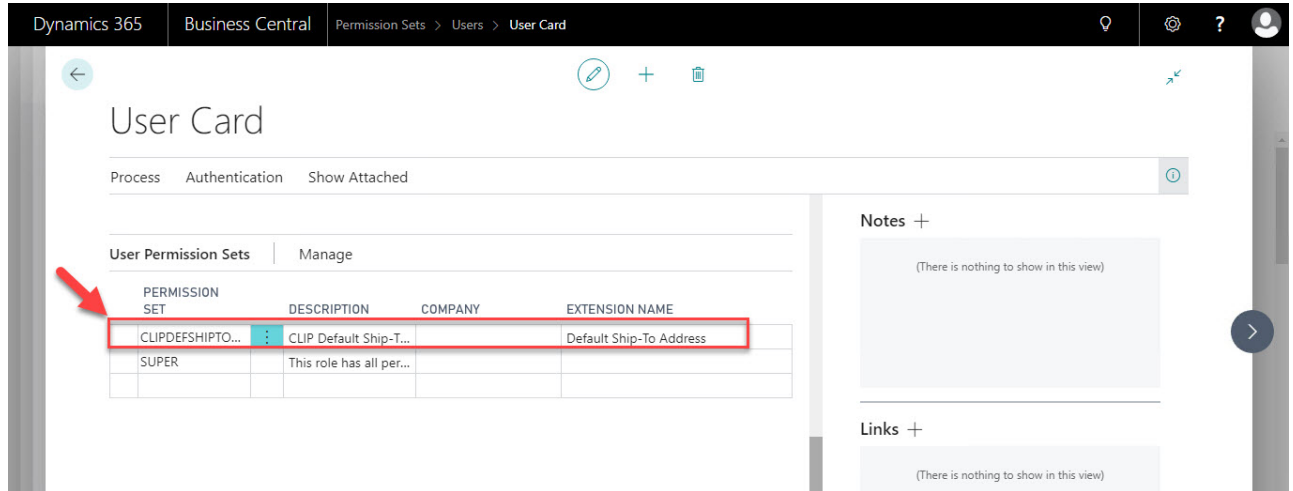 Dynamics 365 Business Central Permission Sets > Users > User Card ?
User Card
Process Authentication Show Attached
Notes +
User Permission Sets Manage
(There is nothing to show in this view)
PERMISSION
SET DESCRIPTION COMPANY EXTENSION NAME
CLIPDEFSHIPTO... CLIP Default Ship-T... Default Ship-To Address
SUPER This role has all per...
Links +
(There is nothing to show in this view)